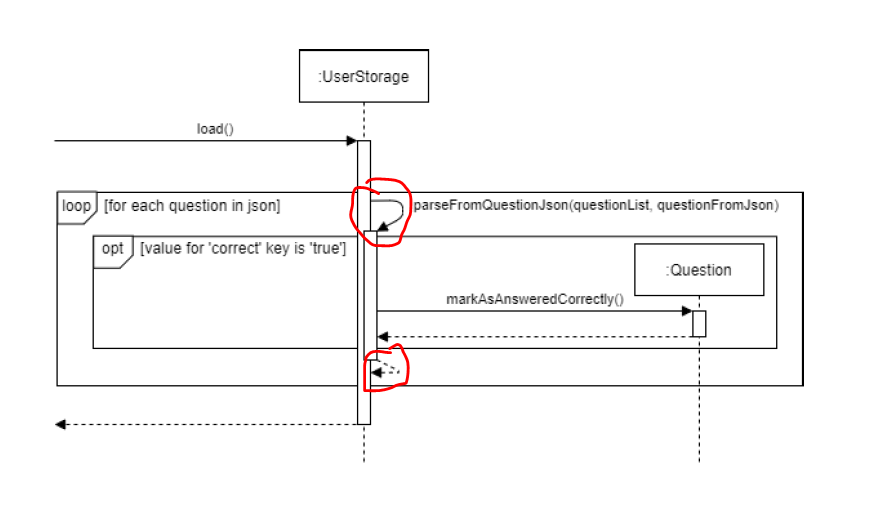 :UserStorage
load()
loop [for each question in json]
parseFromQuestionJson(questionList, questionFromJson)
opt [value for 'correct' key is 'true']
:Question
markAsAnsweredCorrectly()